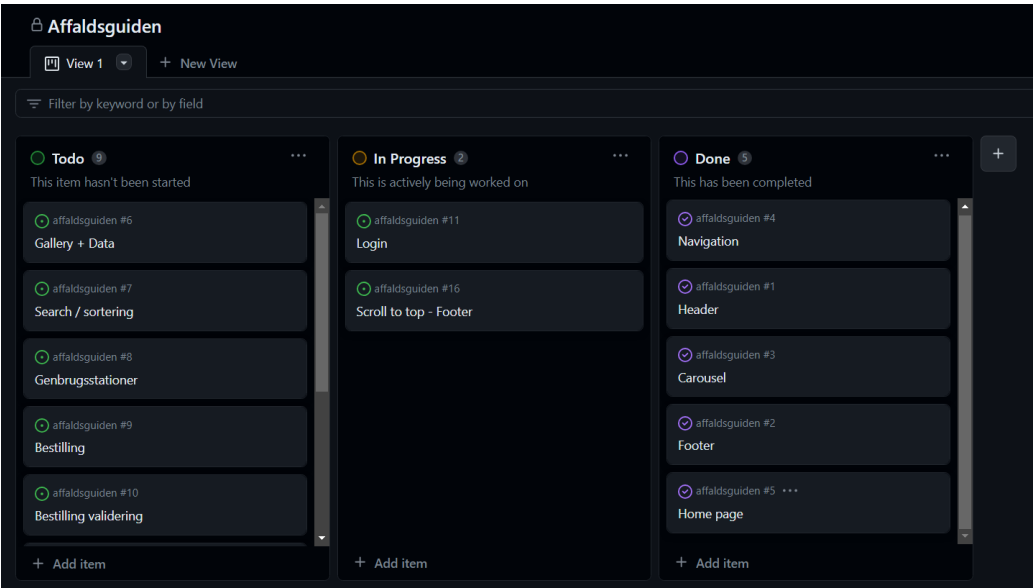 Affaldsguiden
View 1
New View
Filter by keyword or by field
Todo 9
This item hasn't been started
affaldsguiden #6
Gallery + Data
affaldsguiden #7
Search / sortering
affaldsguiden #8
Genbrugsstationer
affaldsguiden #9
Bestilling
affaldsguiden #10
Bestilling validering
+ Add item
In Progress 2
This is actively being worked on
affaldsguiden #11
Login
affaldsguiden #16
Scroll to top - Footer
+ Add item
Done 5
This has been completed
affaldsguiden #4
Navigation
affaldsguiden #1
Header
affaldsguiden #3
Carousel
affaldsguiden #2
Footer
affaldsguiden #5
Home page
+ Add item